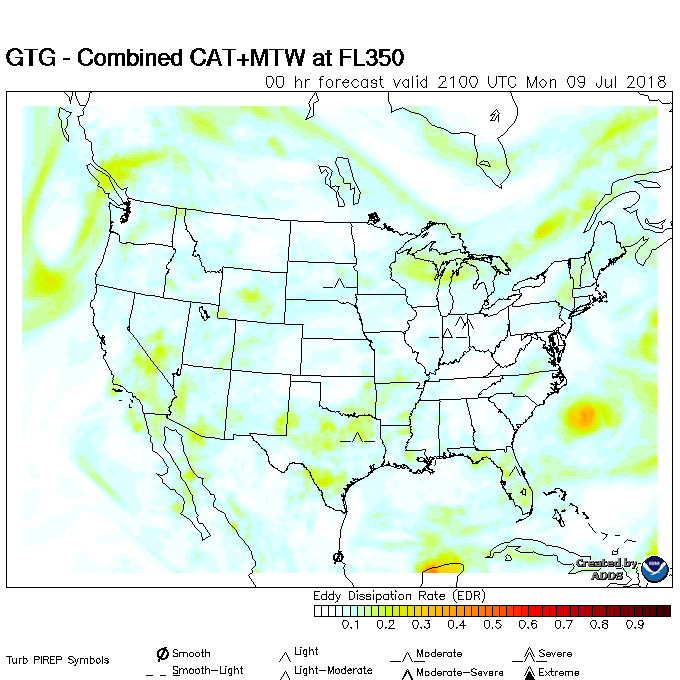 GTG - Combined CAT+MTW at FL350
00 hr forecast valid 2100 UTC Mon 09 Jul 2018
Created by
ADDS
Eddy Dissipation Rate (EDR)
0.1 0.2 0.3 0.4 0.5 0.6 0.7 0.8 0.9
Turb PIREP Symbols
Smooth Light Moderate Severe
Smooth-Light Light-Moderate Moderate-Severe Extreme